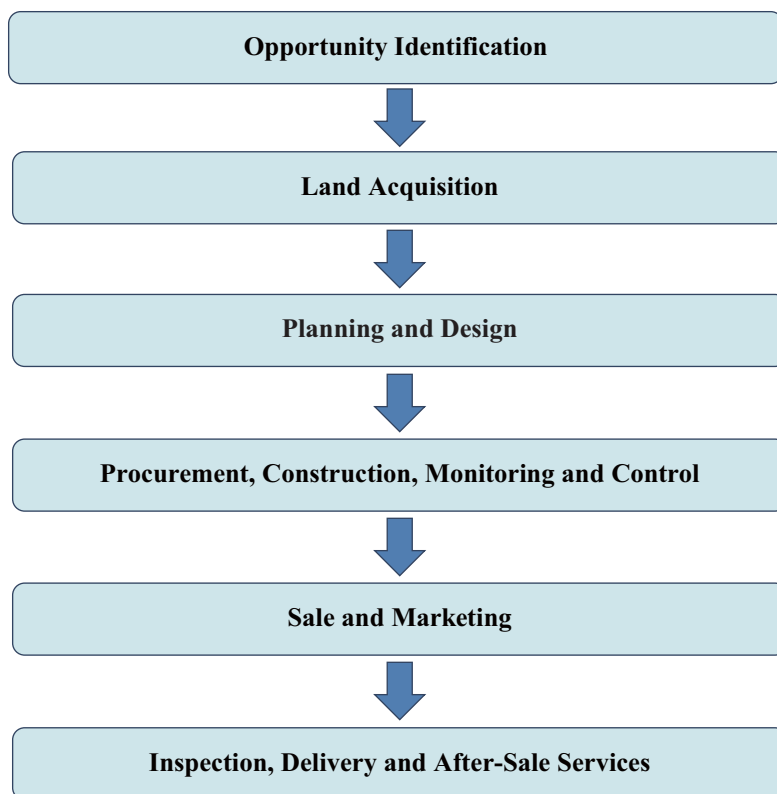 Opportunity Identification
Land Acquisition
Planning and Design
Procurement, Construction, Monitoring and Control
Sale and Marketing
Inspection, Delivery and After-Sale Services